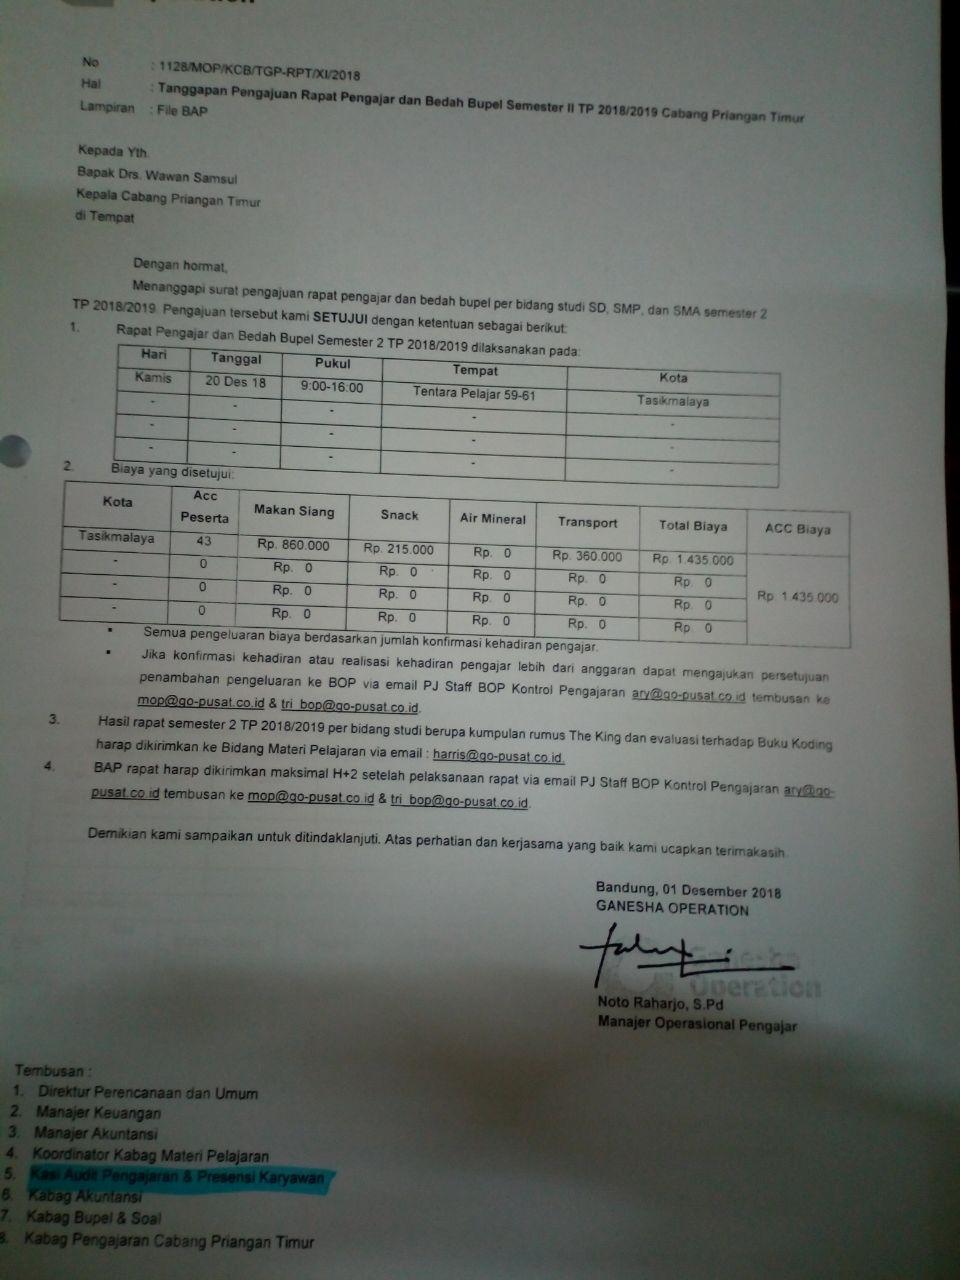 No : 1128/MOP/KCB/TGP-RPT/XI/2018
Hal : Tanggapan Pengajuan Rapat Pengajar dan Bedah Bupel Semester II TP 2018/2019 Cabang Priangan Timur
Lampiran : File BAP
Kepada Yth.
Bapak Drs. Wawan Samsul
Kepala Cabang Priangan Timur
di Tempat
Dengan hormat,
Menanggapi surat pengajuan rapat pengajar dan bedah bupel per bidang studi SD, SMP, dan SMA semester 2
TP 2018/2019. Pengajuan tersebut kami SETUJUI dengan ketentuan sebagai berikut:
1. Rapat Pengajar dan Bedah Bupel Semester 2 TP 2018/2019 dilaksanakan pada:
Hari Tanggal Pukul Tempat Kota
Kamis 20 Des 18 9:00-16:00 Tentara Pelajar 59-61 Tasikmalaya
- - - - -
- - - - -
- - - - -
2. Biaya yang disetujui:
Kota Acc Peserta Makan Siang Snack Air Mineral Transport Total Biaya ACC Biaya
Tasikmalaya 43 Rp. 860.000 Rp. 215.000 Rp. 0 Rp. 360.000 Rp. 1.435.000 Rp. 1.435.000
- 0 Rp. 0 Rp. 0 Rp. 0 Rp. 0 Rp. 0
- 0 Rp. 0 Rp. 0 Rp. 0 Rp. 0 Rp. 0
- 0 Rp. 0 Rp. 0 Rp. 0 Rp. 0 Rp. 0
▪ Semua pengeluaran biaya berdasarkan jumlah konfirmasi kehadiran pengajar.
▪ Jika konfirmasi kehadiran atau realisasi kehadiran pengajar lebih dari anggaran dapat mengajukan persetujuan
penambahan pengeluaran ke BOP via email PJ Staff BOP Kontrol Pengajaran ary@go-pusat.co.id tembusan ke
mop@go-pusat.co.id & tri_bop@go-pusat.co.id.
3. Hasil rapat semester 2 TP 2018/2019 per bidang studi berupa kumpulan rumus The King dan evaluasi terhadap Buku Koding
harap dikirimkan ke Bidang Materi Pelajaran via email : harris@go-pusat.co.id.
4. BAP rapat harap dikirimkan maksimal H+2 setelah pelaksanaan rapat via email PJ Staff BOP Kontrol Pengajaran ary@go-
pusat.co.id tembusan ke mop@go-pusat.co.id & tri_bop@go-pusat.co.id.
Demikian kami sampaikan untuk ditindaklanjuti. Atas perhatian dan kerjasama yang baik kami ucapkan terimakasih.
Bandung, 01 Desember 2018
GANESHA OPERATION
Ganesha
Operation
Noto Raharjo, S.Pd
Manajer Operasional Pengajar
Tembusan :
1. Direktur Perencanaan dan Umum
2. Manajer Keuangan
3. Manajer Akuntansi
4. Koordinator Kabag Materi Pelajaran
5. Kasi Audit Pengajaran & Presensi Karyawan
6. Kabag Akuntansi
7. Kabag Bupel & Soal
8. Kabag Pengajaran Cabang Priangan Timur